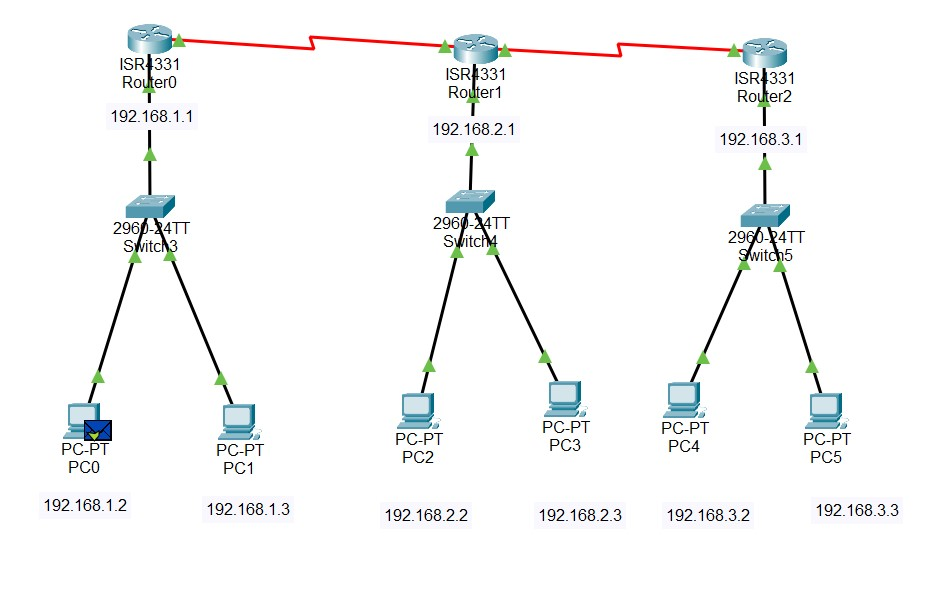 ISR4331
Router0
192.168.1.1
ISR4331
Router1
192.168.2.1
ISR4331
Router2
192.168.3.1
2960-24TT
Switch3
2960-24TT
Switch4
2960-24TT
Switch5
PC-PT
PC0
PC-PT
PC1
PC-PT
PC2
PC-PT
PC3
PC-PT
PC4
PC-PT
PC5
192.168.1.2
192.168.1.3
192.168.2.2
192.168.2.3
192.168.3.2
192.168.3.3